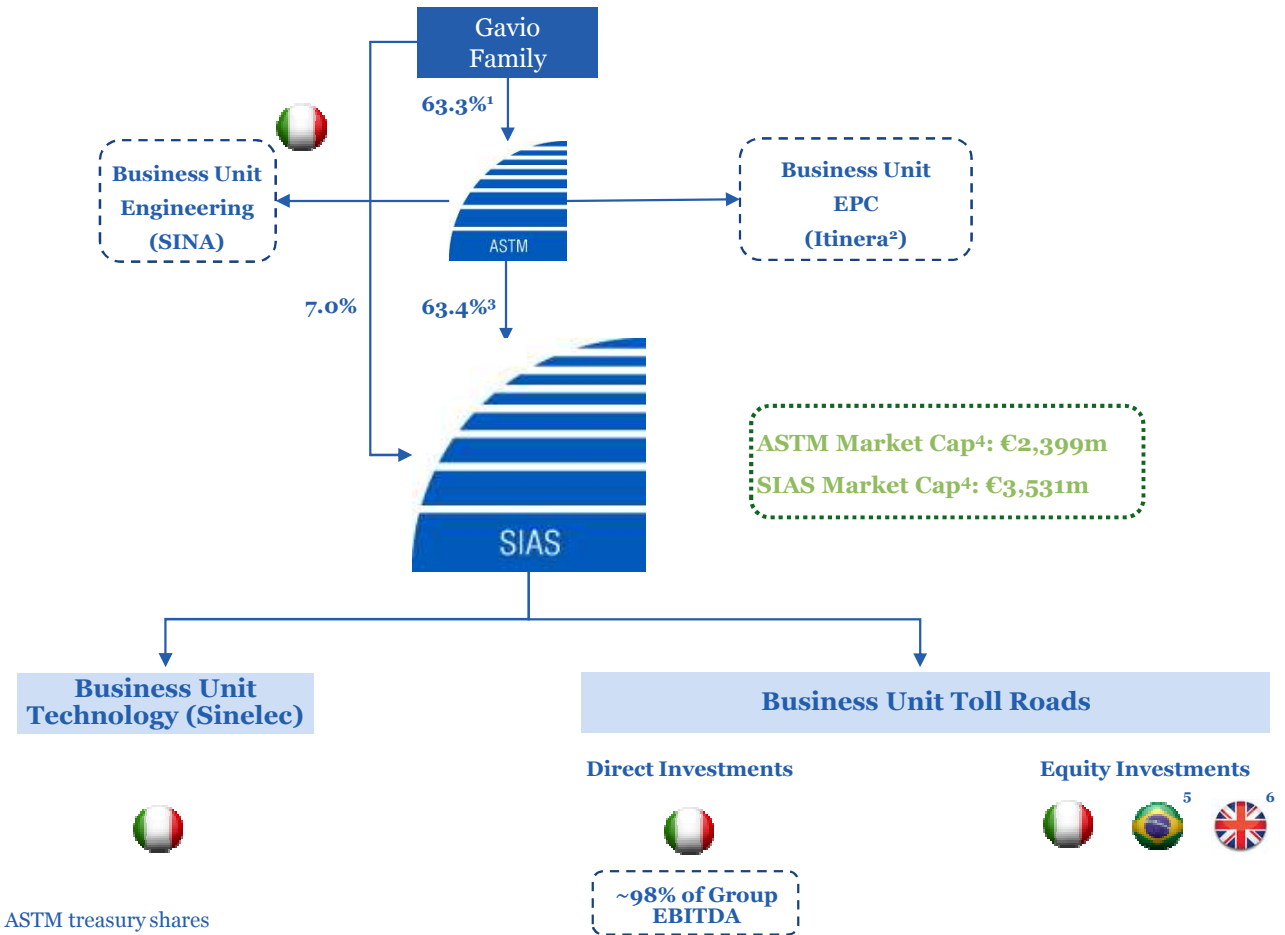 Gavio
Family
63.3%¹
Business Unit
Engineering
(SINA)
ASTM
Business Unit
EPC
(Itinera²)
7.0%
63.4%³
SIAS
ASTM Market Cap⁴: €2,399m
SIAS Market Cap⁴: €3,531m
Business Unit
Technology (Sinelec)
Business Unit Toll Roads
Direct Investments
Equity Investments
5
6
~98% of Group
EBITDA
ASTM treasury shares